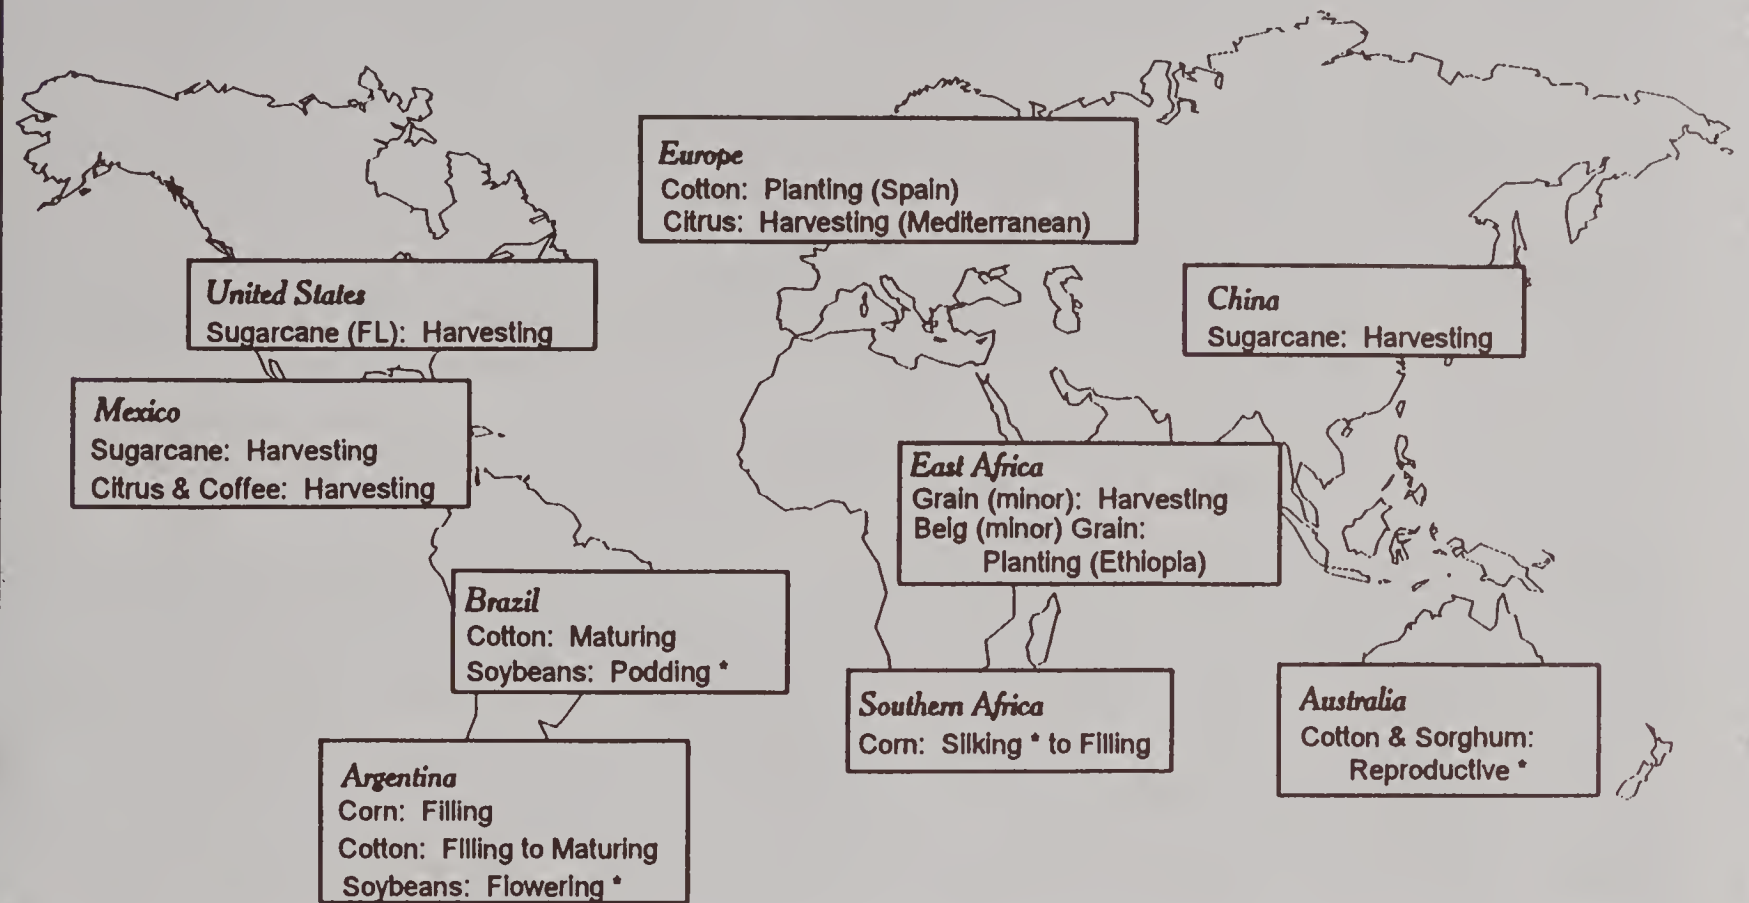 Europe
Cotton: Planting (Spain)
Citrus: Harvesting (Mediterranean)
United States
Sugarcane (FL): Harvesting
China
Sugarcane: Harvesting
Mexico
Sugarcane: Harvesting
Citrus & Coffee: Harvesting
East Africa
Grain (minor): Harvesting
Belg (minor) Grain:
Planting (Ethiopia)
Brazil
Cotton: Maturing
Soybeans: Podding *
Southern Africa
Corn: Silking * to Filling
Australia
Cotton & Sorghum:
Reproductive *
Argentina
Corn: Filling
Cotton: Filling to Maturing
Soybeans: Flowering *